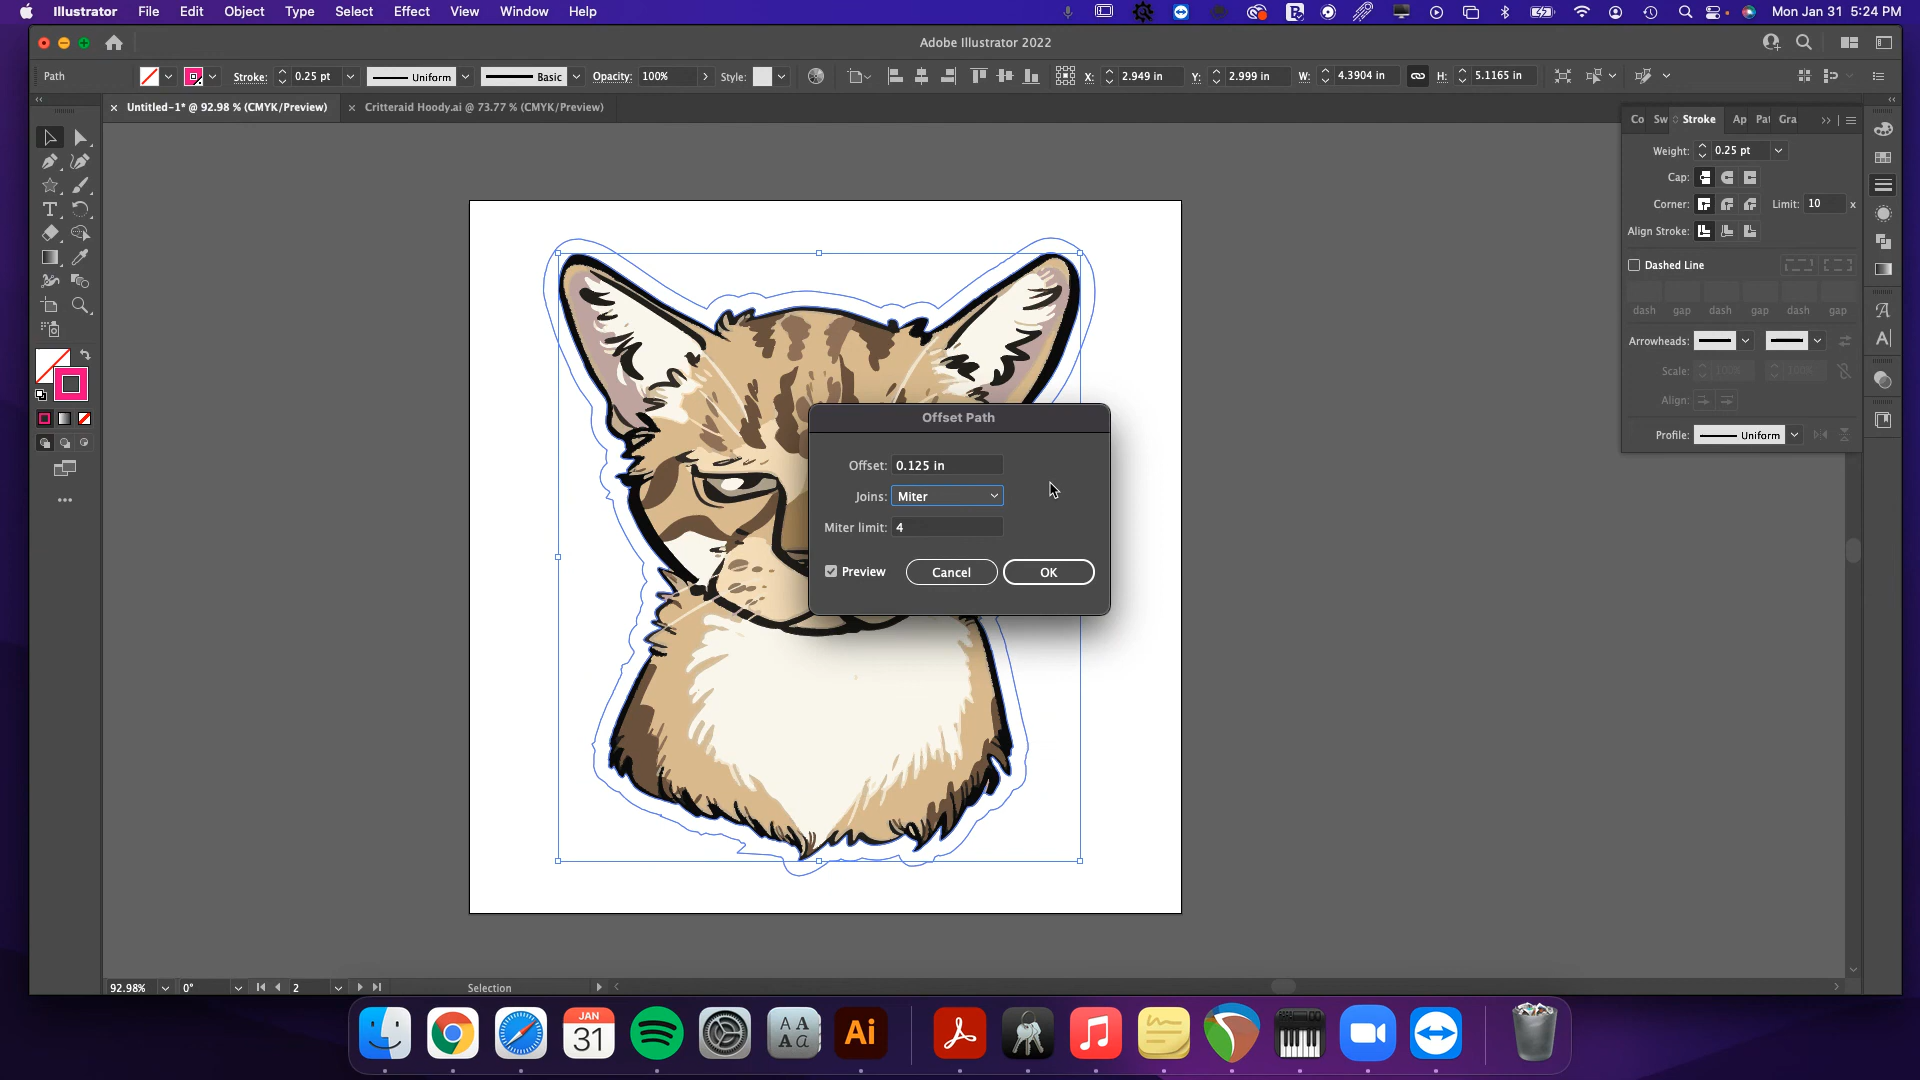 Illustrator File Edit Object Type Select Effect View Window Help Mon Jan 31 5:24 PM
Adobe Illustrator 2022
Path Stroke: 0.25 pt Uniform Basic Opacity: 100% Style: X: 2.949 in Y: 2.999 in W: 4.3904 in H: 5.1165 in
× Untitled-1* @ 92.98 % (CMYK/Preview) × Critteraid Hoody.ai @ 73.77 % (CMYK/Preview)
Co Sw Stroke Ap Pat Gra
Weight: 0.25 pt
Cap:
Corner: Limit: 10 x
Align Stroke:
Dashed Line
dash gap dash gap dash gap
Arrowheads:
Scale: 100% 100%
Align:
Profile: Uniform
Offset Path
Offset: 0.125 in
Joins: Miter
Miter limit: 4
Preview Cancel OK
92.98% 0° 2 Selection
JAN
31
AA
Aa
Ai